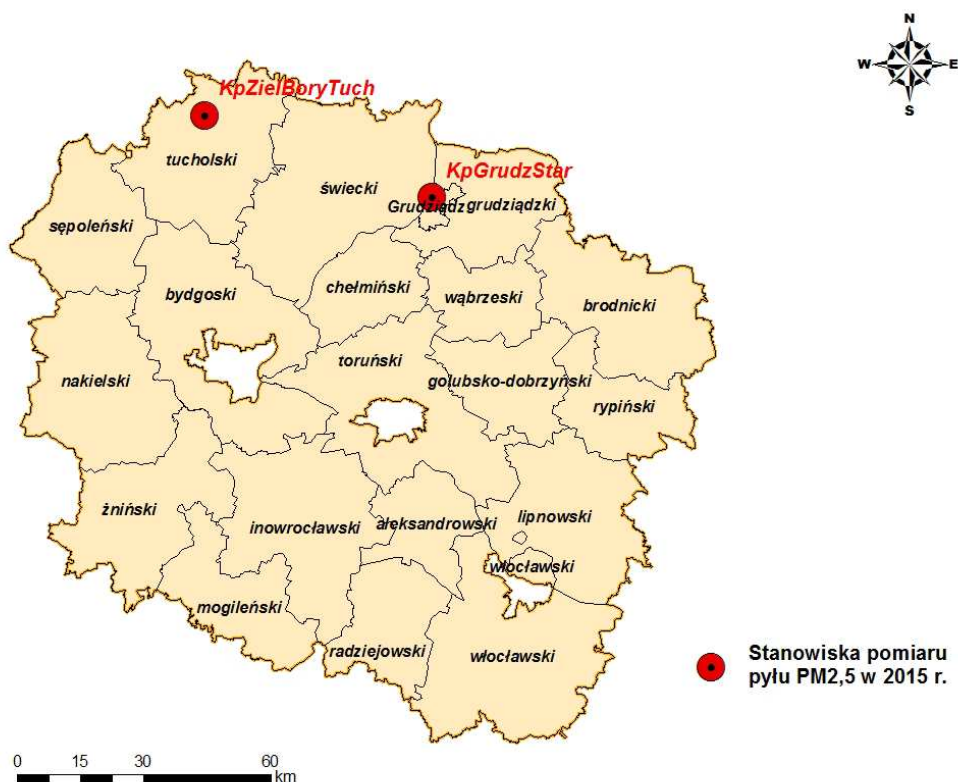 N
W E
S
KpZielBoryTuch
tucholski
KpGrudzStar
świecki
Grudziądz grudziądzki
sępoleński
bydgoski
chełmiński
wąbrzeski
brodnicki
toruński
nakielski
golubsko-dobrzyński
rypiński
żniński
inowrocławski
aleksandrowski
lipnowski
włocławski
mogileński
radziejowski
włocławski
Stanowiska pomiaru
pyłu PM2,5 w 2015 r.
0 15 30 60
km